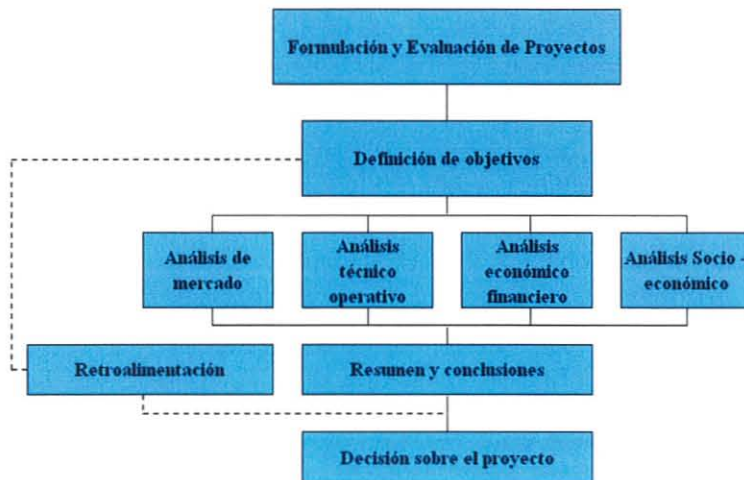 Formulación y Evaluación de Proyectos
Definición de objetivos
Análisis de
mercado
Análisis
técnico
operativo
Análisis
económico
financiero
Análisis Socio -
económico
Retroalimentación
Resumen y conclusiones
Decisión sobre el proyecto